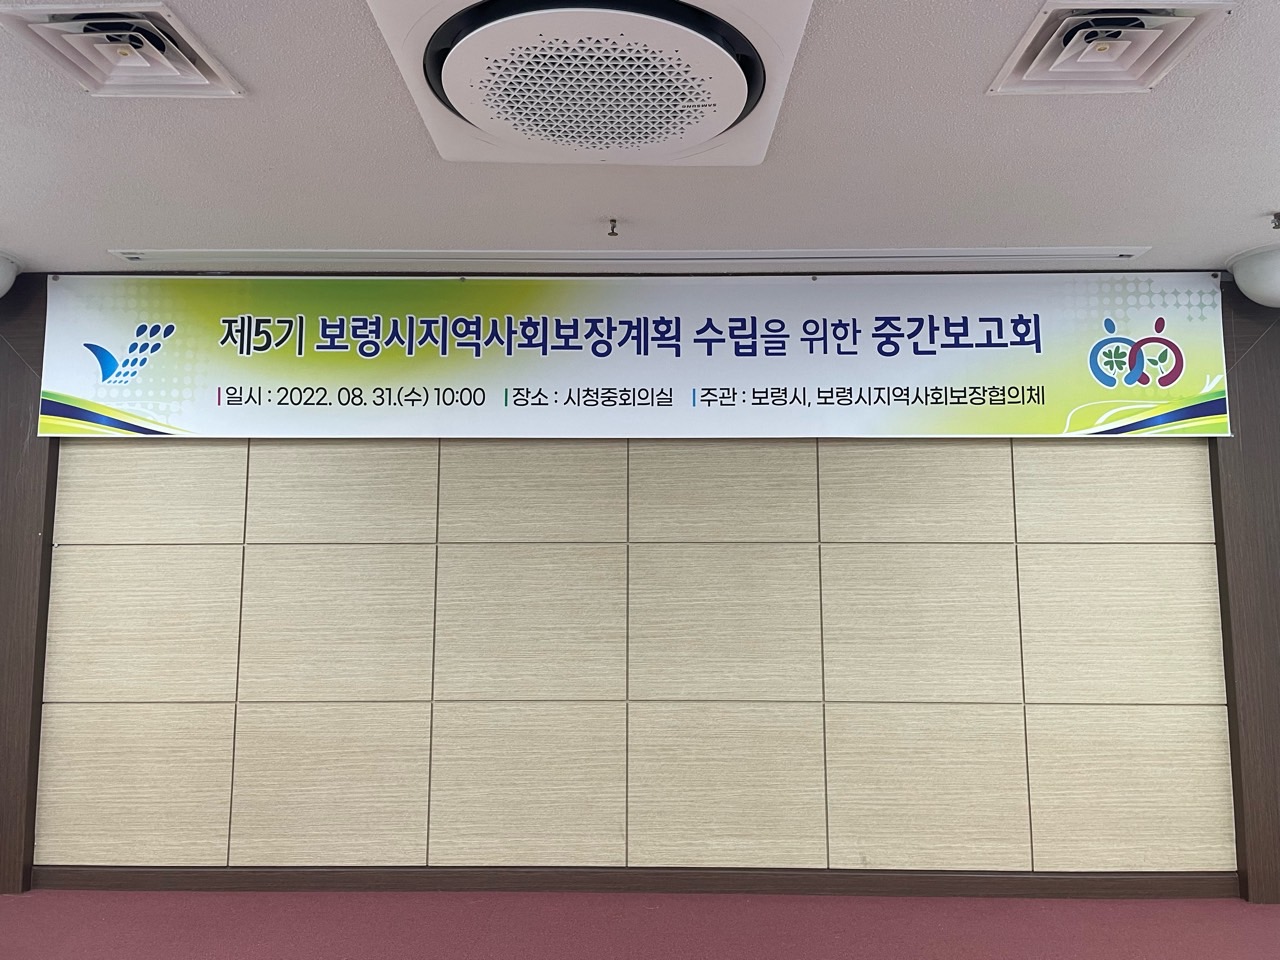 SAMSUNG
제5기 보령시지역사회보장계획 수립을 위한 중간보고회
일시 : 2022. 08. 31.(수) 10:00 장소 : 시청중회의실 주관 : 보령시, 보령시지역사회보장협의체